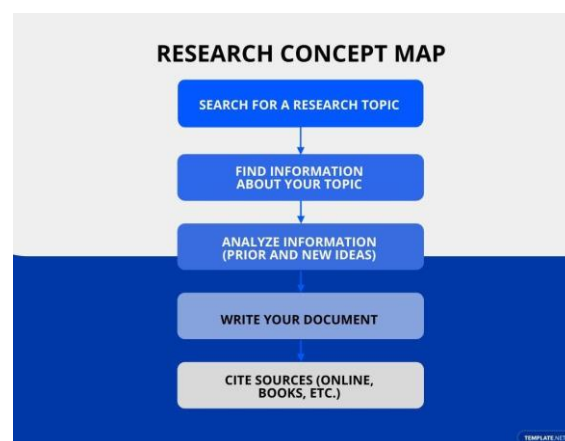 RESEARCH CONCEPT MAP
SEARCH FOR A RESEARCH TOPIC
FIND INFORMATION
ABOUT YOUR TOPIC
ANALYZE INFORMATION
(PRIOR AND NEW IDEAS)
WRITE YOUR DOCUMENT
CITE SOURCES (ONLINE,
BOOKS, ETC.)
TEMPLATE.NET